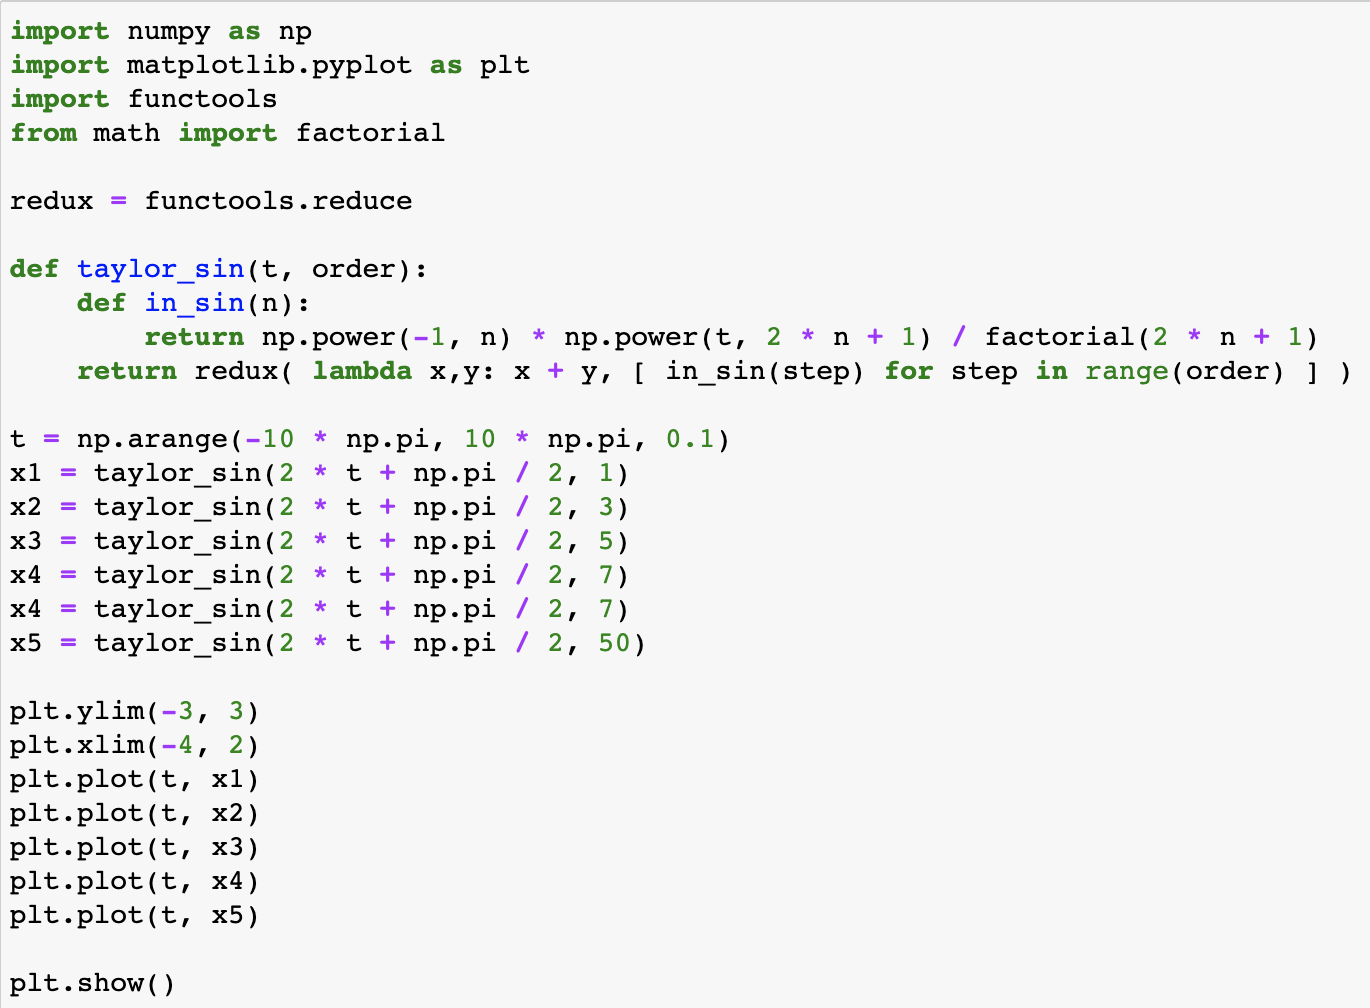 import numpy as np
import matplotlib.pyplot as plt
import functools
from math import factorial

redux = functools.reduce

def taylor_sin(t, order):
    def in_sin(n):
        return np.power(-1, n) * np.power(t, 2 * n + 1) / factorial(2 * n + 1)
    return redux( lambda x,y: x + y, [ in_sin(step) for step in range(order) ] )

t = np.arange(-10 * np.pi, 10 * np.pi, 0.1)
x1 = taylor_sin(2 * t + np.pi / 2, 1)
x2 = taylor_sin(2 * t + np.pi / 2, 3)
x3 = taylor_sin(2 * t + np.pi / 2, 5)
x4 = taylor_sin(2 * t + np.pi / 2, 7)
x4 = taylor_sin(2 * t + np.pi / 2, 7)
x5 = taylor_sin(2 * t + np.pi / 2, 50)

plt.ylim(-3, 3)
plt.xlim(-4, 2)
plt.plot(t, x1)
plt.plot(t, x2)
plt.plot(t, x3)
plt.plot(t, x4)
plt.plot(t, x5)

plt.show()